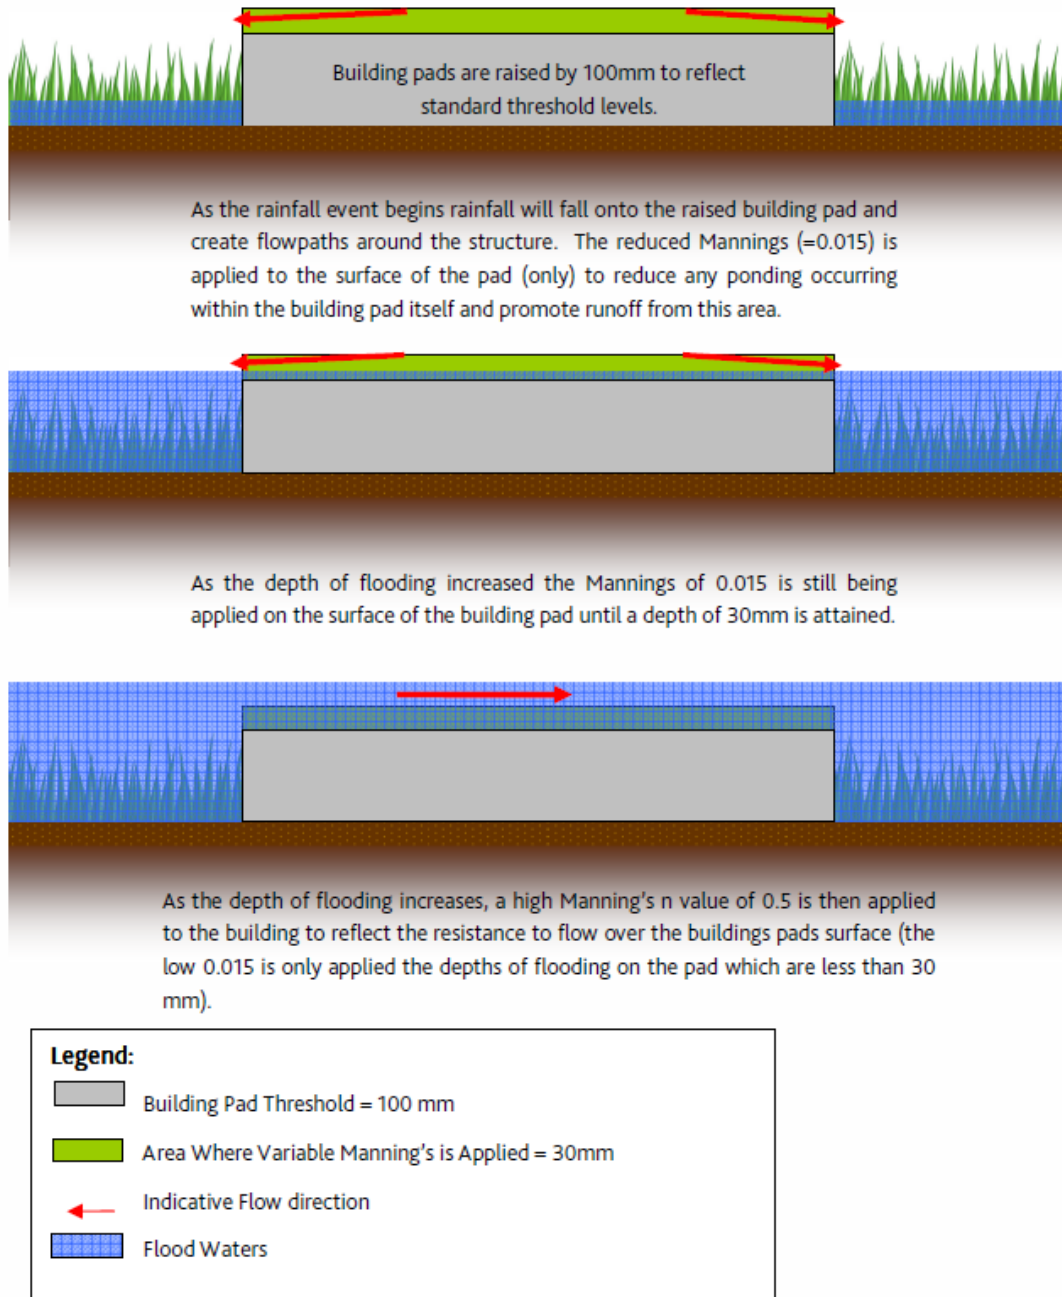 Building pads are raised by 100mm to reflect
standard threshold levels.
As the rainfall event begins rainfall will fall onto the raised building pad and
create flowpaths around the structure. The reduced Mannings (=0.015) is
applied to the surface of the pad (only) to reduce any ponding occurring
within the building pad itself and promote runoff from this area.
As the depth of flooding increased the Mannings of 0.015 is still being
applied on the surface of the building pad until a depth of 30mm is attained.
As the depth of flooding increases, a high Manning's n value of 0.5 is then applied
to the building to reflect the resistance to flow over the buildings pads surface (the
low 0.015 is only applied the depths of flooding on the pad which are less than 30
mm).
Legend:
Building Pad Threshold = 100 mm
Area Where Variable Manning's is Applied = 30mm
Indicative Flow direction
Flood Waters